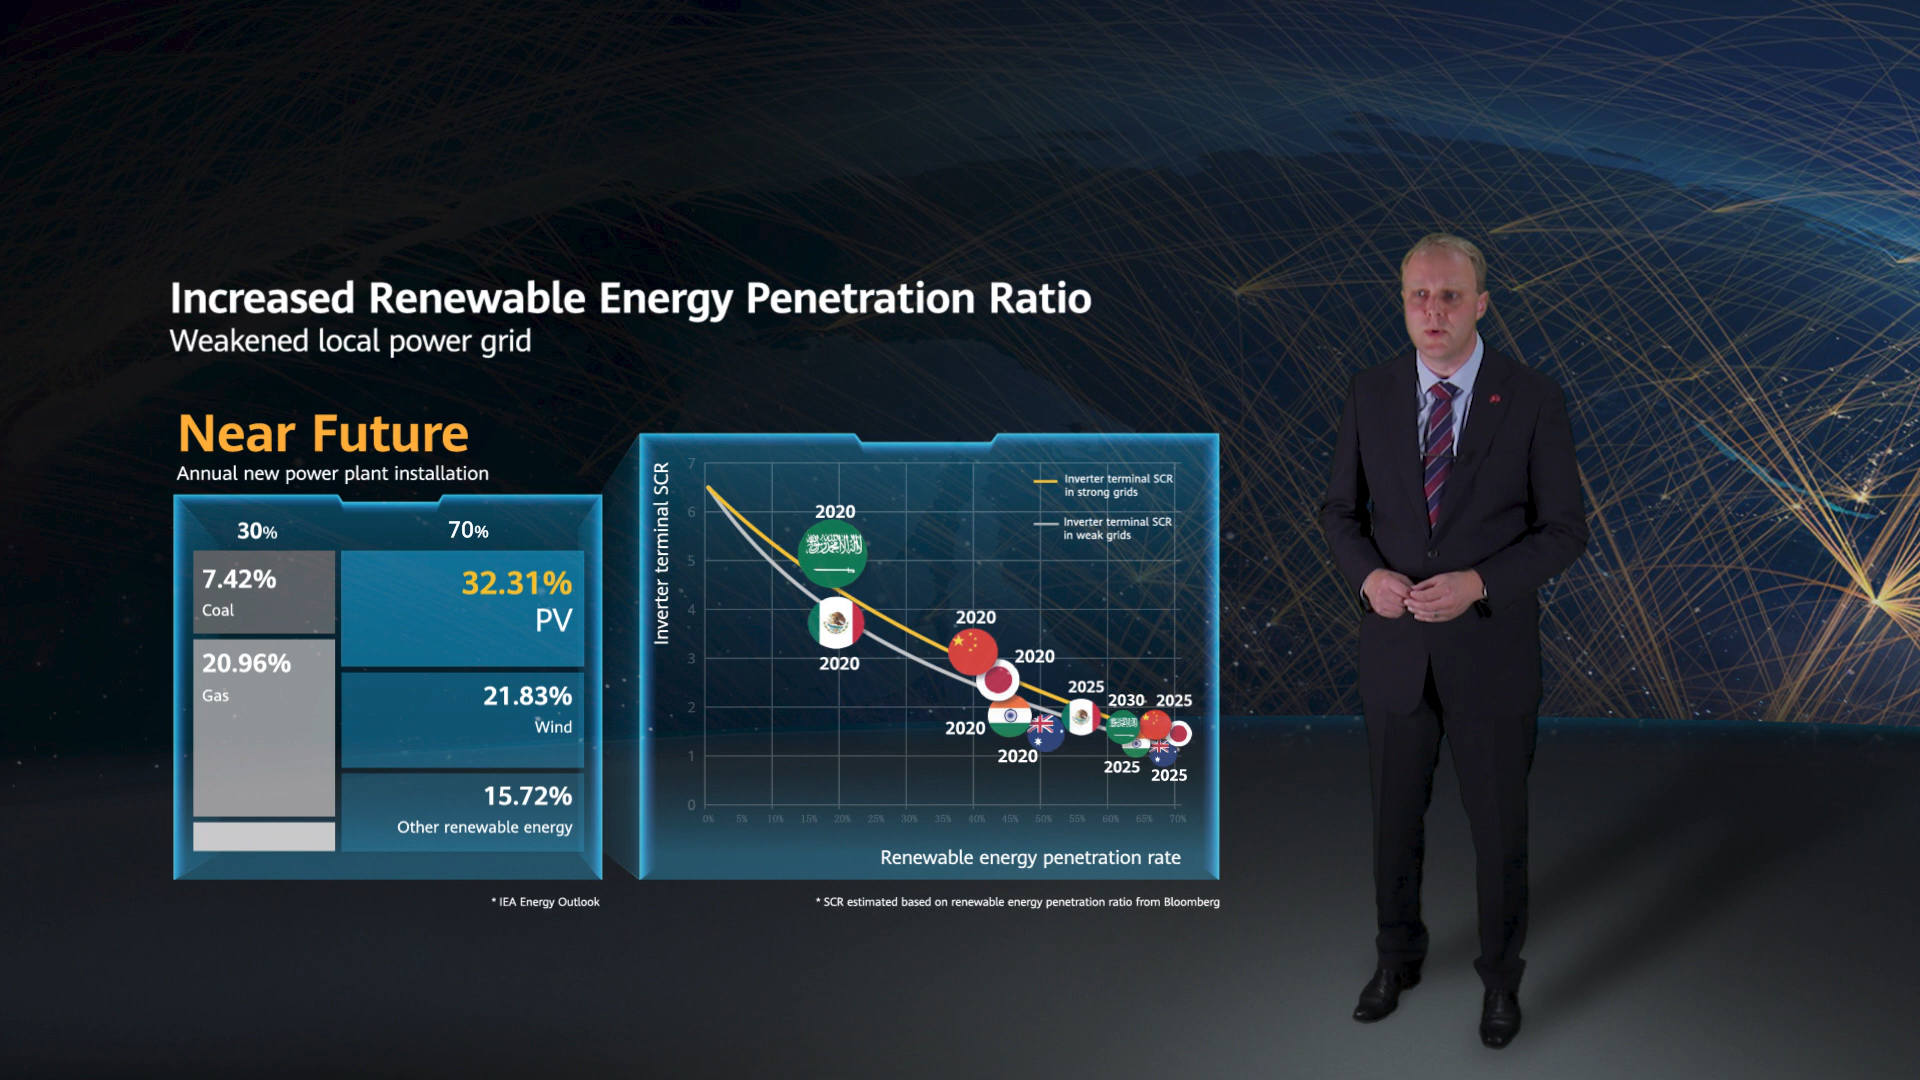 Increased Renewable Energy Penetration Ratio
Weakened local power grid
Near Future
Annual new power plant installation
30%
70%
7.42%
Coal
32.31%
PV
20.96%
Gas
21.83%
Wind
15.72%
Other renewable energy
* IEA Energy Outlook
Inverter terminal SCR
7
6
5
4
3
2
1
0
Inverter terminal SCR
in strong grids
Inverter terminal SCR
in weak grids
2020
2020
2020
2020
2020
2020
2025
2030
2025
2025
2025
0% 5% 10% 15% 20% 25% 30% 35% 40% 45% 50% 55% 60% 65% 70%
Renewable energy penetration rate
* SCR estimated based on renewable energy penetration ratio from Bloomberg